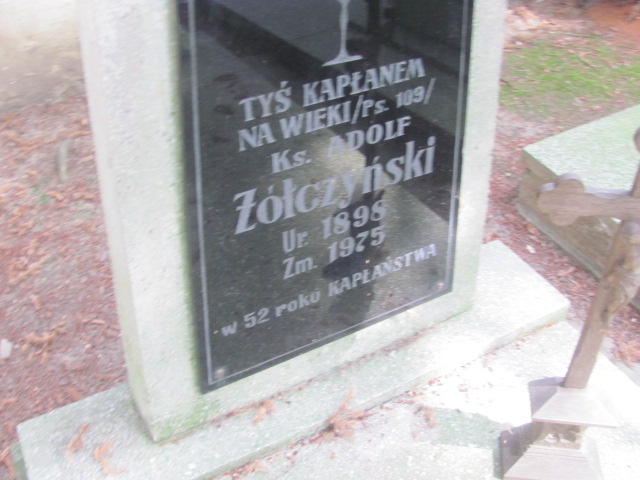 TYŚ KAPŁANEM
NA WIEKI/Ps. 109/
Ks. ADOLF
Żółczyński
Ur. 1898
Zm. 1975
w 52 roku KAPŁAŃSTWA